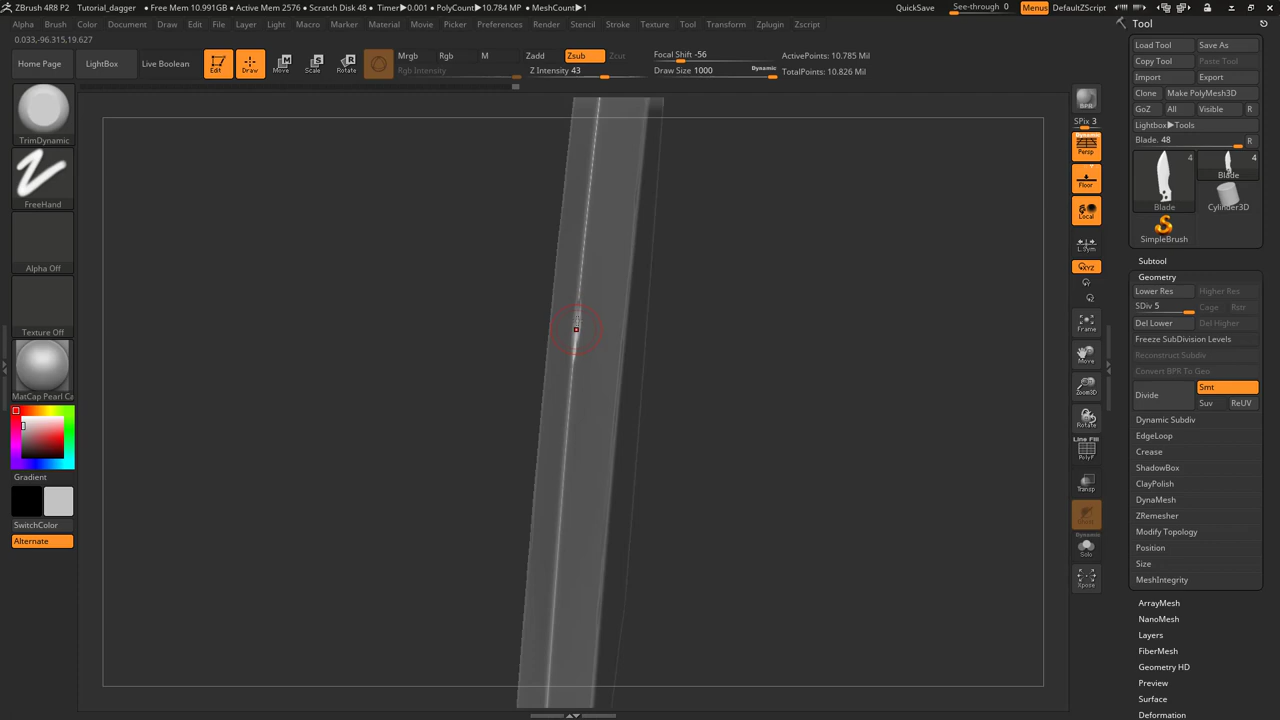 ZBrush 4R8 P2 Tutorial_dagger • Free Mem 10.991GB • Active Mem 2576 • Scratch Disk 48 • Timer▶0.001 • PolyCount▶10.784 MP • MeshCount▶1 QuickSave See-through 0 Menus DefaultZScript
Alpha Brush Color Document Draw Edit File Layer Light Macro Marker Material Movie Picker Preferences Render Stencil Stroke Texture Tool Transform Zplugin Zscript
0.033,-96.315,19.627
Home Page LightBox Live Boolean Edit Draw Move Scale Rotate
Mrgb Rgb M
Rgb Intensity
Zadd Zsub Zcut
Z Intensity 43
Focal Shift -56
Draw Size 1000 Dynamic
ActivePoints: 10.785 Mil
TotalPoints: 10.826 Mil
TrimDynamic
FreeHand
Alpha Off
Texture Off
MatCap Pearl Ca
Gradient
SwitchColor
Alternate
BPR
SPix 3
Dynamic
Persp
Floor
Local
L.Sym
XYZ
Frame
Move
Zoom3D
Rotate
Line Fill
PolyF
Transp
Ghost
Dynamic
Solo
Xpose
Tool
Load Tool Save As
Copy Tool Paste Tool
Import Export
Clone Make PolyMesh3D
GoZ All Visible R
Lightbox▶Tools
Blade. 48 R
4 4
Blade
Blade Cylinder3D
SimpleBrush
Subtool
Geometry
Lower Res Higher Res
SDiv 5 Cage Rstr
Del Lower Del Higher
Freeze SubDivision Levels
Reconstruct Subdiv
Convert BPR To Geo
Divide Smt
Suv ReUV
Dynamic Subdiv
EdgeLoop
Crease
ShadowBox
ClayPolish
DynaMesh
ZRemesher
Modify Topology
Position
Size
MeshIntegrity
ArrayMesh
NanoMesh
Layers
FiberMesh
Geometry HD
Preview
Surface
Deformation